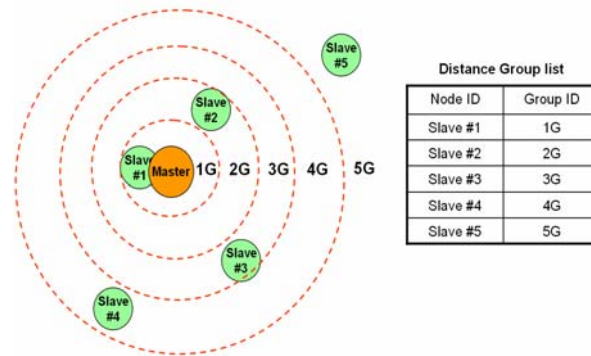 Slave
#5
Slave
#2
Slave
#1
Master
1G 2G 3G 4G 5G
Slave
#3
Slave
#4
Distance Group list
Node ID Group ID
Slave #1 1G
Slave #2 2G
Slave #3 3G
Slave #4 4G
Slave #5 5G